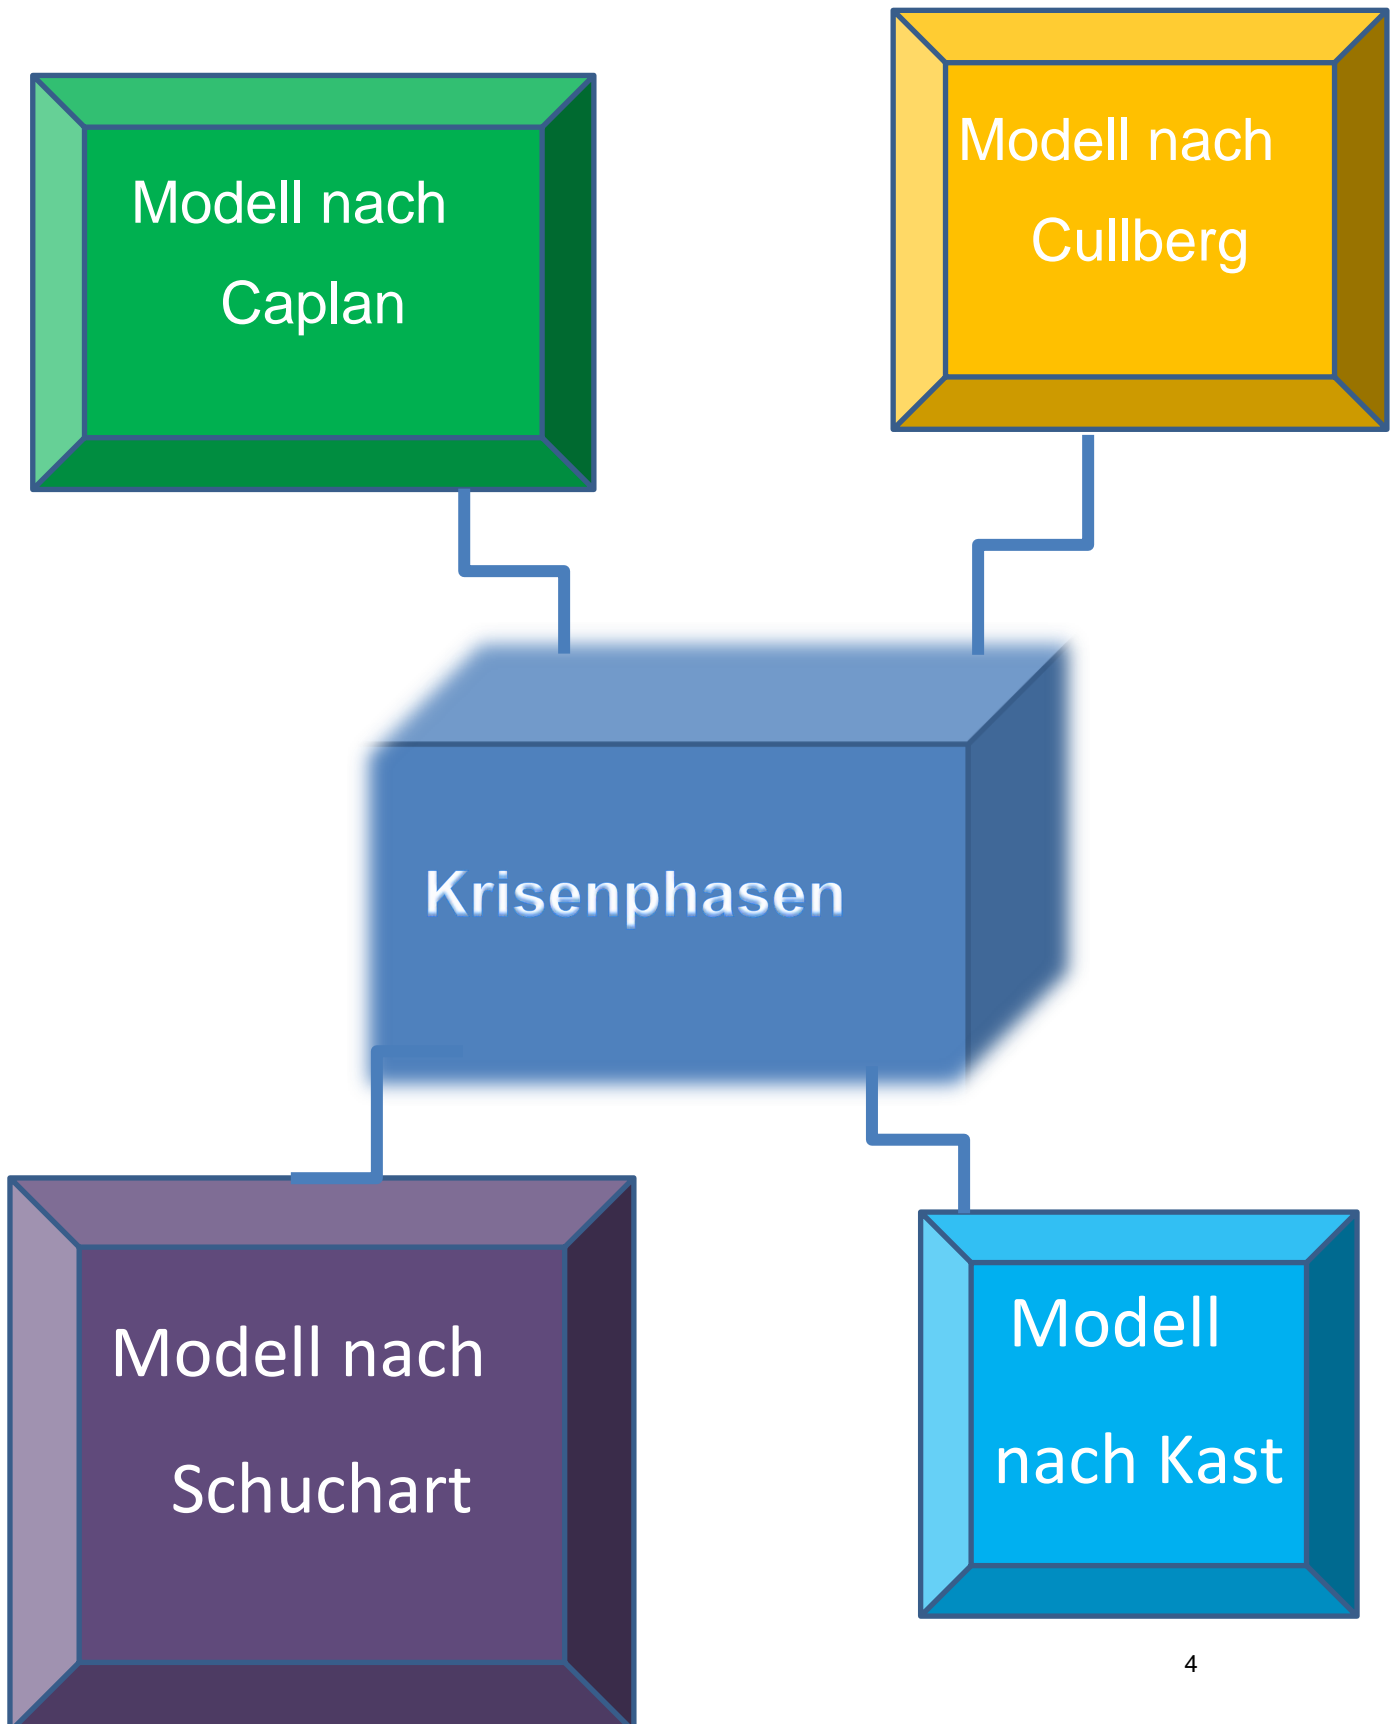 Modell nach
Caplan
Modell nach
Cullberg
Krisenphasen
Modell nach
Schuchart
Modell
nach Kast
4